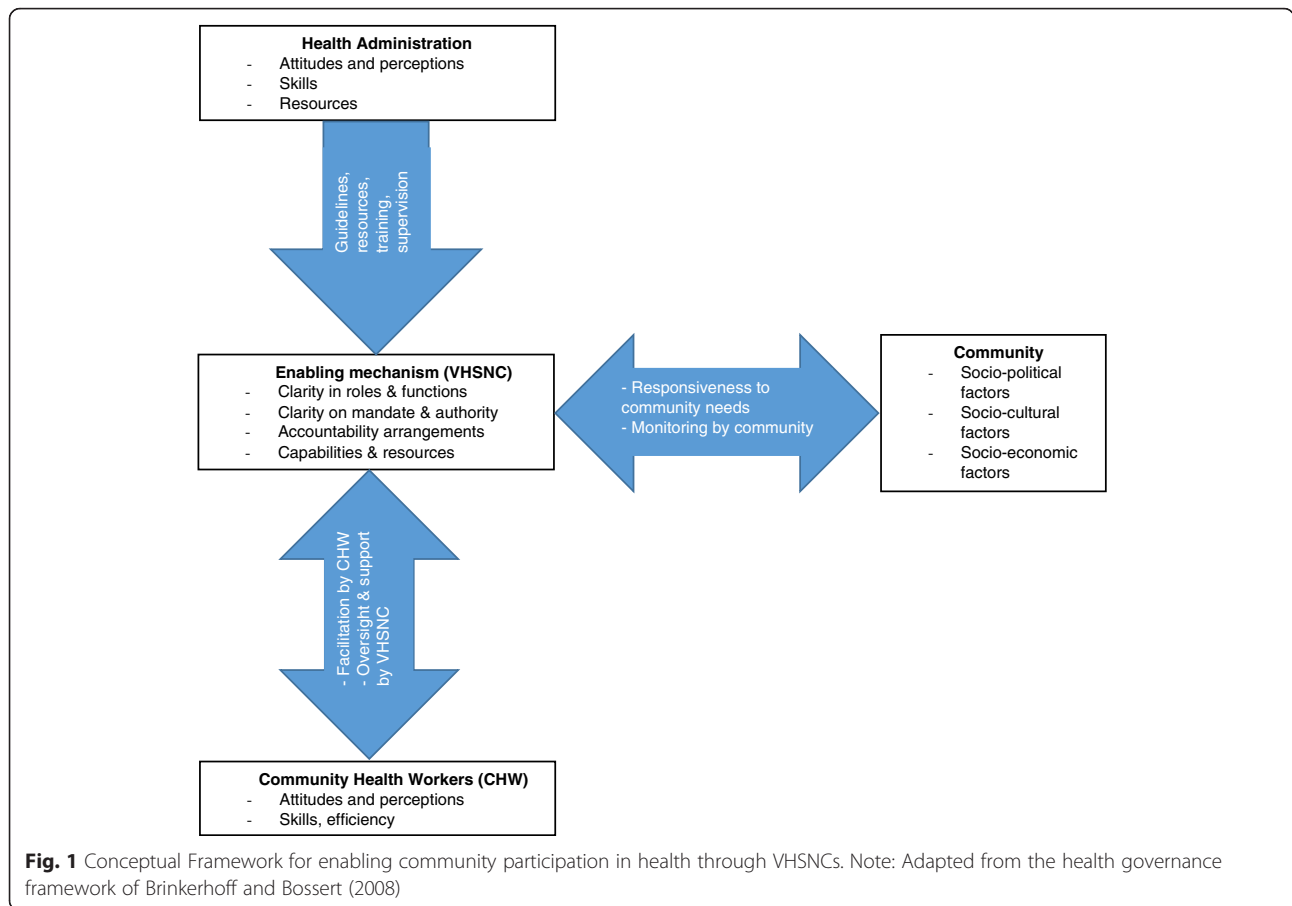 Health Administration
- Attitudes and perceptions
- Skills
- Resources
Guidelines,
resources,
training,
supervision
Enabling mechanism (VHSNC)
- Clarity in roles & functions
- Clarity on mandate & authority
- Accountability arrangements
- Capabilities & resources
- Responsiveness to
community needs
- Monitoring by community
Community
- Socio-political
factors
- Socio-cultural
factors
- Socio-economic
factors
- Facilitation by CHW
- Oversight & support
by VHSNC
Community Health Workers (CHW)
- Attitudes and perceptions
- Skills, efficiency
Fig. 1 Conceptual Framework for enabling community participation in health through VHSNCs. Note: Adapted from the health governance
framework of Brinkerhoff and Bossert (2008)